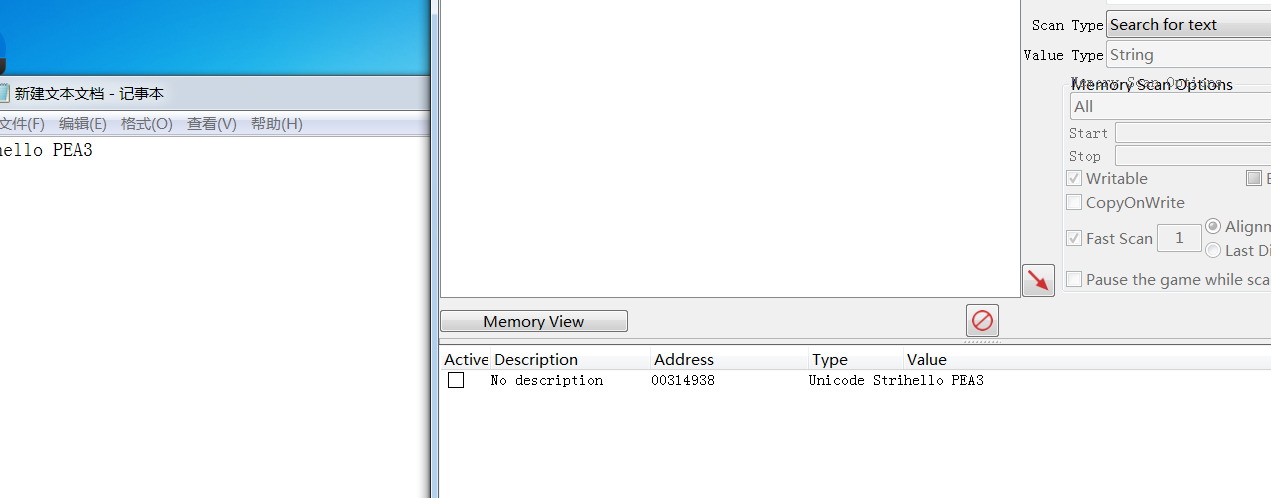 Scan Type Search for text
Value Type String
Memory Scan Options
All
Start
Stop
Writable
CopyOnWrite
Fast Scan 1 Alignm
Last Di
Pause the game while sca
新建文本文档 - 记事本
文件(F) 编辑(E) 格式(O) 查看(V) 帮助(H)
hello PEA3
Memory View
Active Description Address Type Value
No description 00314938 Unicode Strihello PEA3